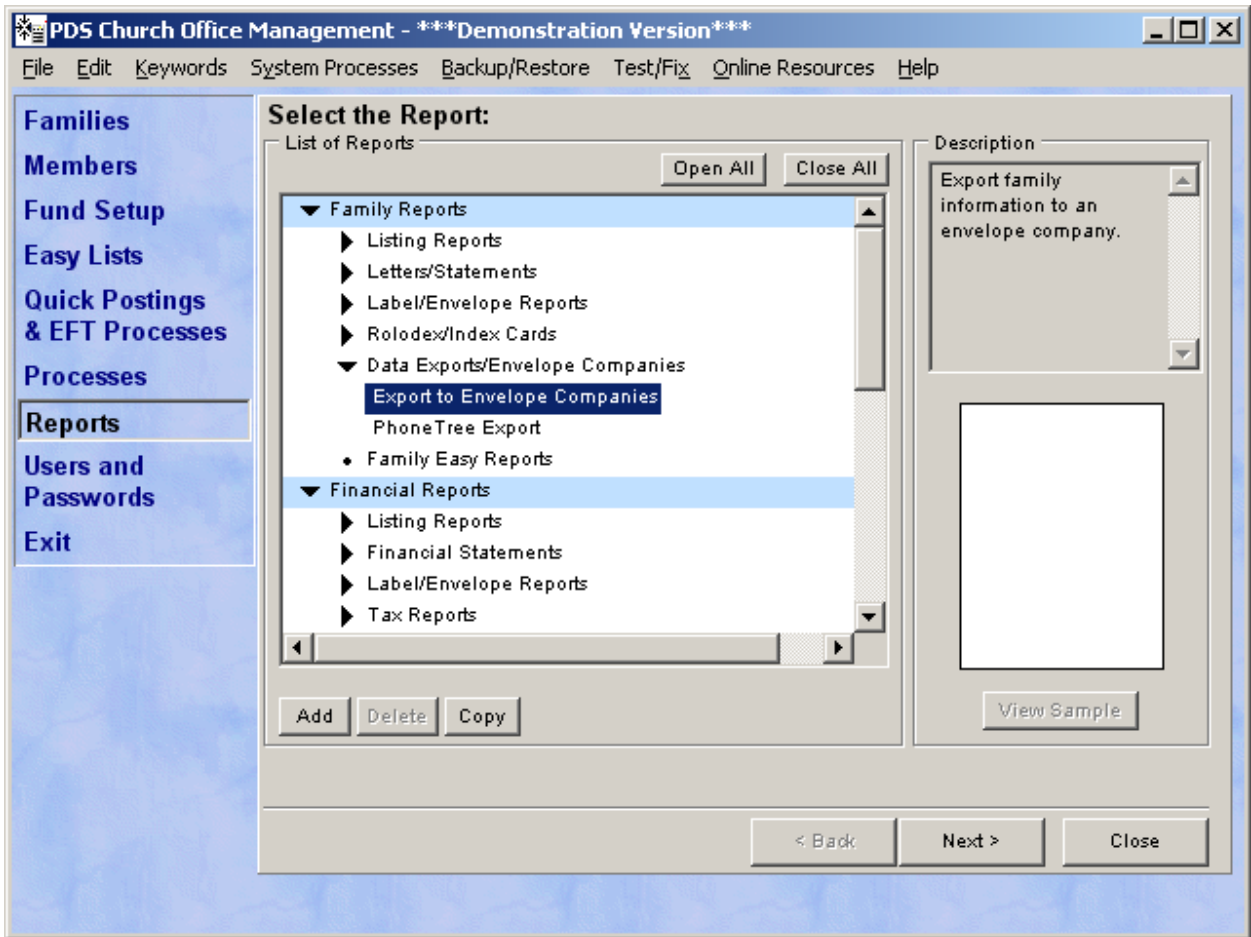 PDS Church Office Management - ***Demonstration Version***
File Edit Keywords System Processes Backup/Restore Test/Fix Online Resources Help
Families
Members
Fund Setup
Easy Lists
Quick Postings
& EFT Processes
Processes
Reports
Users and
Passwords
Exit
Select the Report:
List of Reports
Open All Close All
Family Reports
Listing Reports
Letters/Statements
Label/Envelope Reports
Rolodex/Index Cards
Data Exports/Envelope Companies
Export to Envelope Companies
PhoneTree Export
Family Easy Reports
Financial Reports
Listing Reports
Financial Statements
Label/Envelope Reports
Tax Reports
Add Delete Copy
Description
Export family
information to an
envelope company.
View Sample
< Back Next > Close